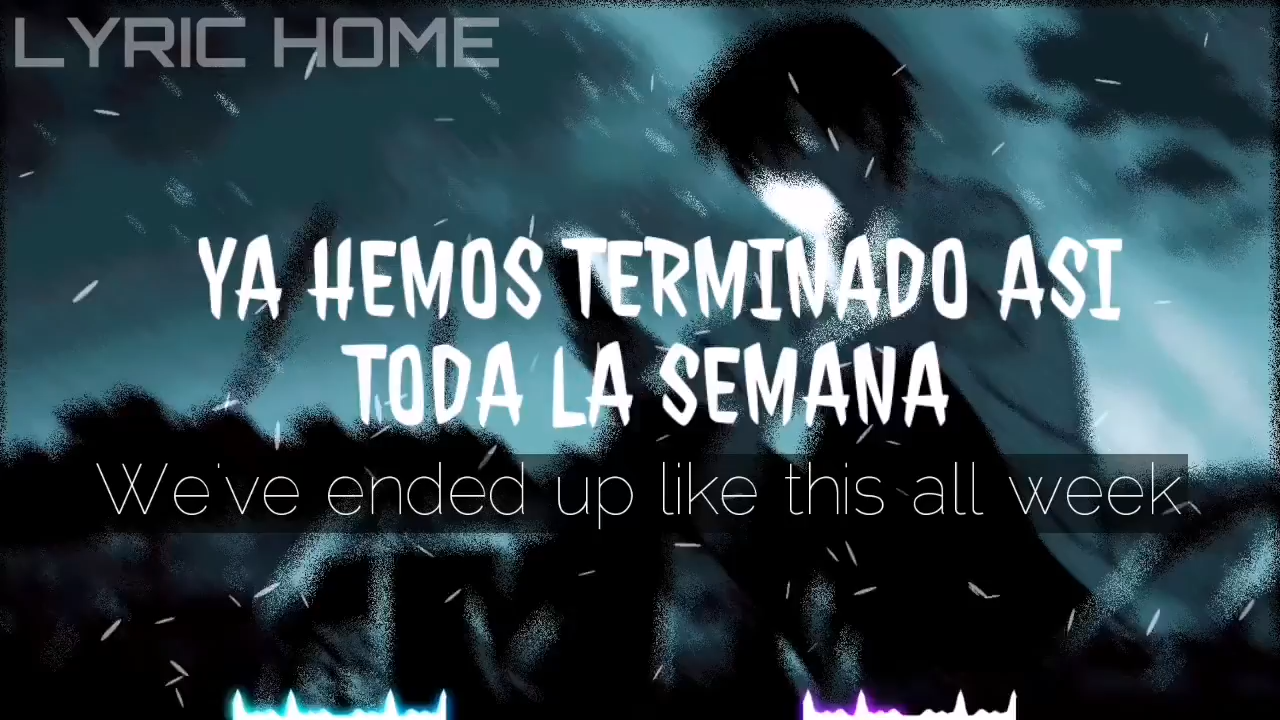 LYRIC HOME
YA HEMOS TERMINADO ASI
TODA LA SEMANA
We've ended up like this all week